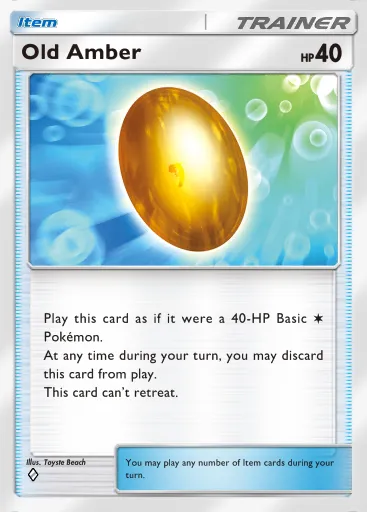 Item
TRAINER
Old Amber
HP40
Play this card as if it were a 40-HP Basic
Pokémon.
At any time during your turn, you may discard
this card from play.
This card can't retreat.
Illus. Toyste Beach
You may play any number of Item cards during your
turn.